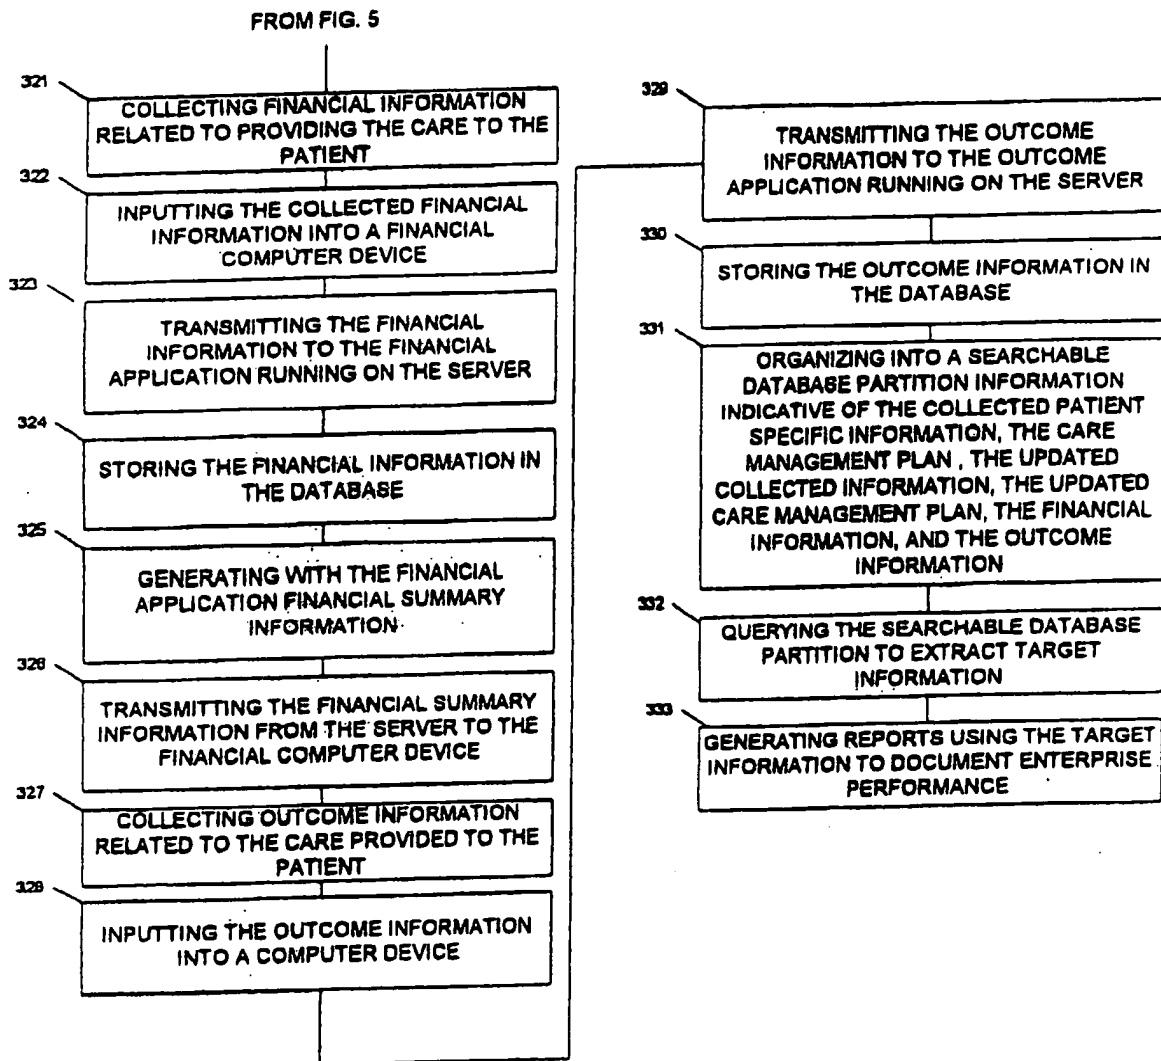 FROM FIG. 5
321
COLLECTING FINANCIAL INFORMATION
RELATED TO PROVIDING THE CARE TO THE
PATIENT
322
INPUTTING THE COLLECTED FINANCIAL
INFORMATION INTO A FINANCIAL
COMPUTER DEVICE
323
TRANSMITTING THE FINANCIAL
INFORMATION TO THE FINANCIAL
APPLICATION RUNNING ON THE SERVER
324
STORING THE FINANCIAL INFORMATION IN
THE DATABASE
325
GENERATING WITH THE FINANCIAL
APPLICATION FINANCIAL SUMMARY
INFORMATION
326
TRANSMITTING THE FINANCIAL SUMMARY
INFORMATION FROM THE SERVER TO THE
FINANCIAL COMPUTER DEVICE
327
COLLECTING OUTCOME INFORMATION
RELATED TO THE CARE PROVIDED TO THE
PATIENT
328
INPUTTING THE OUTCOME INFORMATION
INTO A COMPUTER DEVICE
329
TRANSMITTING THE OUTCOME
INFORMATION TO THE OUTCOME
APPLICATION RUNNING ON THE SERVER
330
STORING THE OUTCOME INFORMATION IN
THE DATABASE
331
ORGANIZING INTO A SEARCHABLE
DATABASE PARTITION INFORMATION
INDICATIVE OF THE COLLECTED PATIENT
SPECIFIC INFORMATION, THE CARE
MANAGEMENT PLAN , THE UPDATED
COLLECTED INFORMATION, THE UPDATED
CARE MANAGEMENT PLAN, THE FINANCIAL
INFORMATION, AND THE OUTCOME
INFORMATION
332
QUERYING THE SEARCHABLE DATABASE
PARTITION TO EXTRACT TARGET
INFORMATION
333
GENERATING REPORTS USING THE TARGET
INFORMATION TO DOCUMENT ENTERPRISE
PERFORMANCE